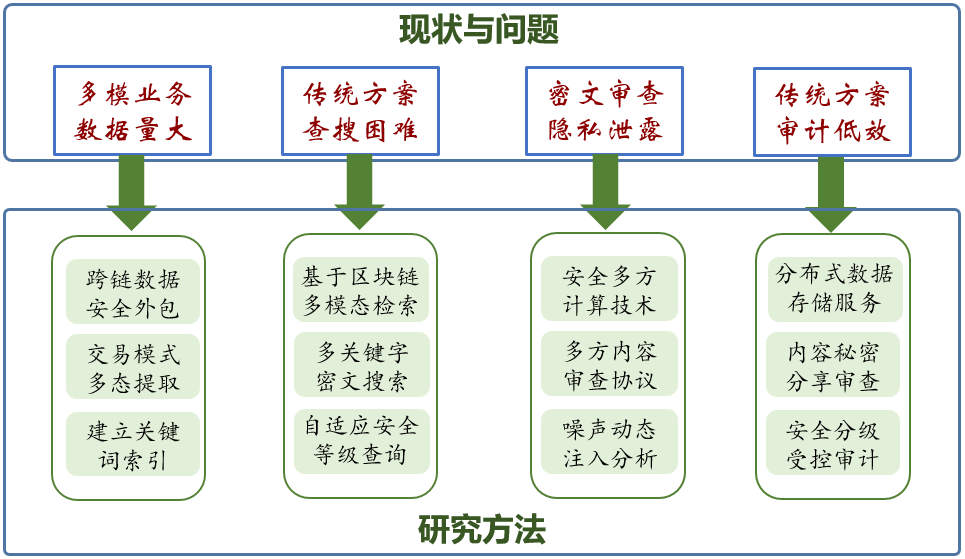 现状与问题
多模业务
数据量大
传统方案
查搜困难
密文审查
隐私泄露
传统方案
审计低效
跨链数据
安全外包
交易模式
多态提取
建立关键
词索引
基于区块链
多模态检索
多关键字
密文搜索
自适应安全
等级查询
安全多方
计算技术
多方内容
审查协议
噪声动态
注入分析
分布式数据
存储服务
内容秘密
分享审查
安全分级
受控审计
研究方法